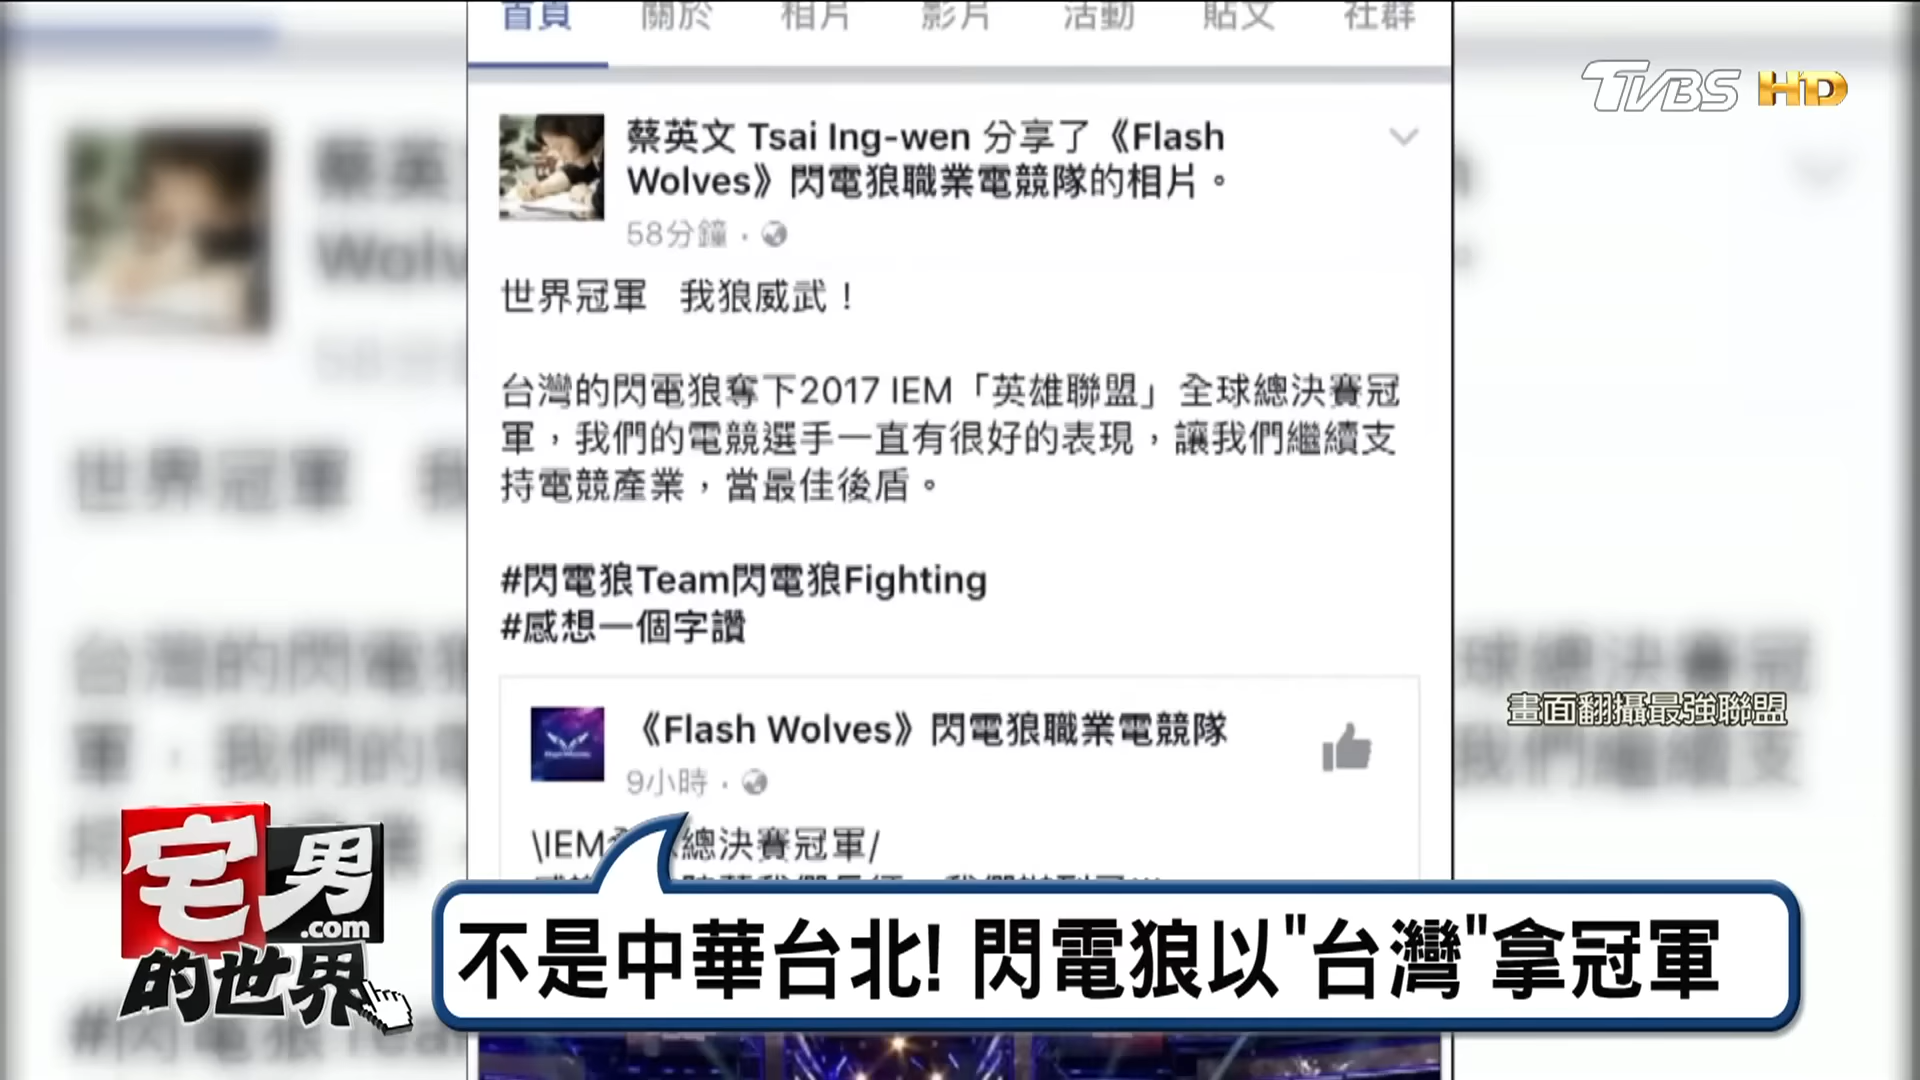 首頁 關於 相片 影片 活動 貼文 社群
TVBS HD
蔡英文 Tsai Ing-wen 分享了《Flash
Wolves》閃電狼職業電競隊的相片。
58分鐘 ·
世界冠軍 我狼威武！
台灣的閃電狼奪下2017 IEM「英雄聯盟」全球總決賽冠
軍，我們的電競選手一直有很好的表現，讓我們繼續支
持電競產業，當最佳後盾。
#閃電狼Team閃電狼Fighting
#感想一個字讚
《Flash Wolves》閃電狼職業電競隊
9小時 ·
畫面翻攝最強聯盟
\IEM 總決賽冠軍/
宅男
.com
的世界
不是中華台北! 閃電狼以"台灣"拿冠軍